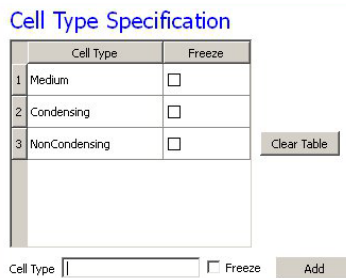 Cell Type Specification
Cell Type Freeze
1 Medium
2 Condensing
3 NonCondensing
Clear Table
Cell Type Freeze Add